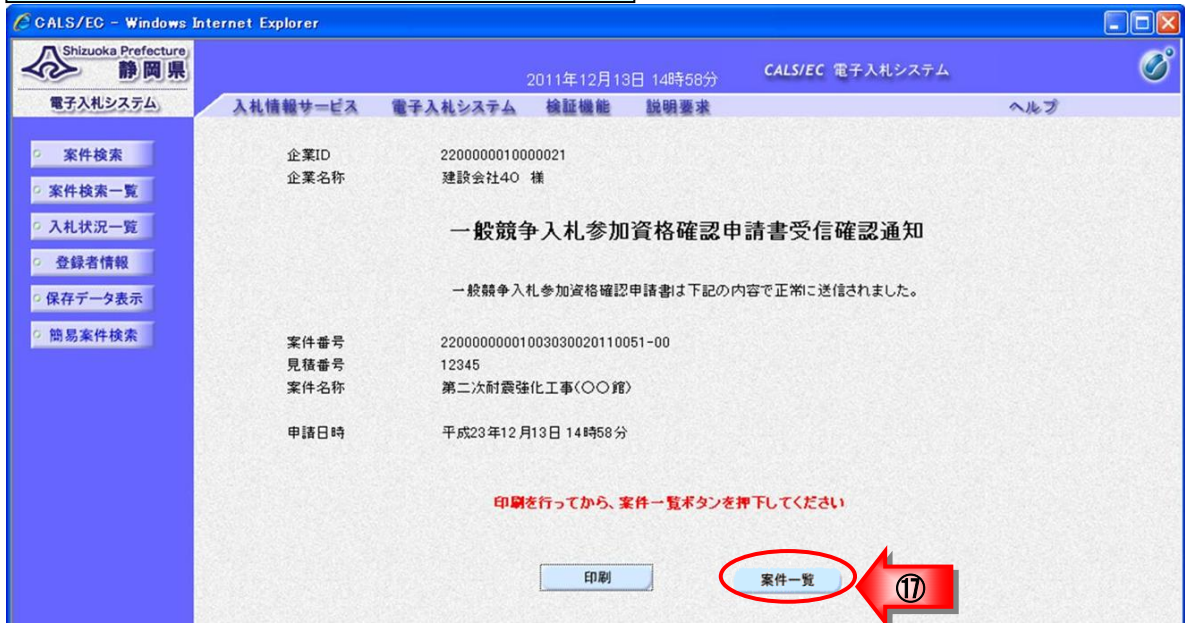 CALS/EC - Windows Internet Explorer
Shizuoka Prefecture
静岡県
電子入札システム
2011年12月13日 14時58分
CALS/EC 電子入札システム
入札情報サービス 電子入札システム 検証機能 説明要求 ヘルプ
案件検索
案件検索一覧
入札状況一覧
登録者情報
保存データ表示
簡易案件検索
企業ID 2200000010000021
企業名称 建設会社40 様
一般競争入札参加資格確認申請書受信確認通知
一般競争入札参加資格確認申請書は下記の内容で正常に送信されました。
案件番号 22000000001003030020110051-00
見積番号 12345
案件名称 第二次耐震強化工事(〇〇館)
申請日時 平成23年12月13日 14時58分
印刷を行ってから、案件一覧ボタンを押下してください
印刷 案件一覧 ⑰